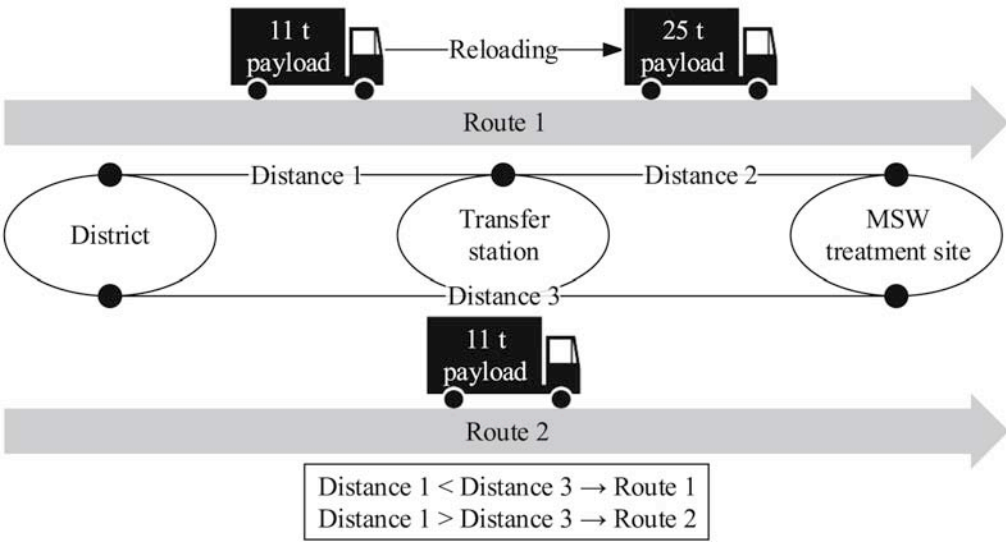 11 t
payload
Reloading
25 t
payload
Route 1
Distance 1
Distance 2
District
Transfer
station
MSW
treatment site
Distance 3
11 t
payload
Route 2
Distance 1 < Distance 3 → Route 1
Distance 1 > Distance 3 → Route 2